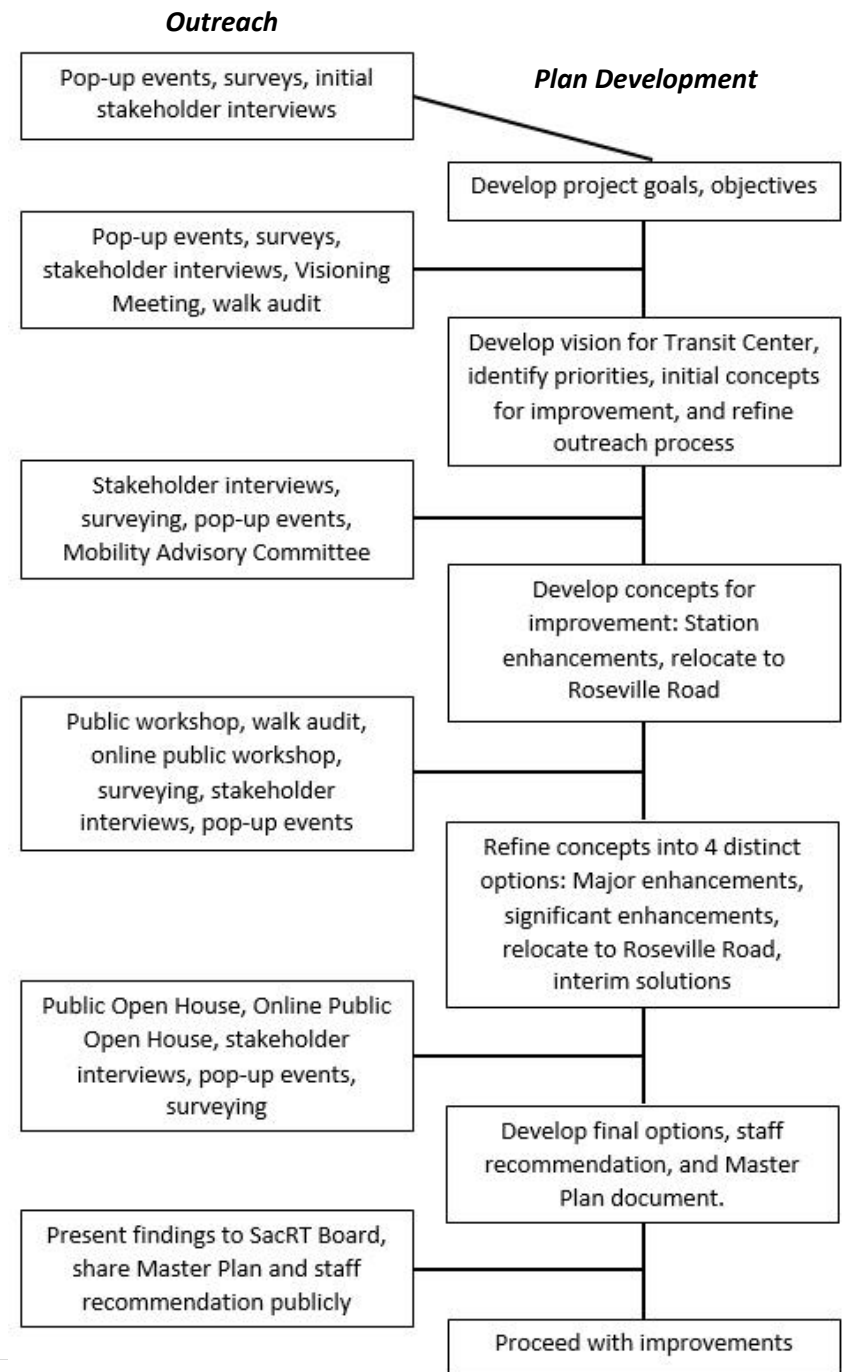 Outreach
Pop-up events, surveys, initial
stakeholder interviews
Plan Development
Develop project goals, objectives
Pop-up events, surveys,
stakeholder interviews, Visioning
Meeting, walk audit
Develop vision for Transit Center,
identify priorities, initial concepts
for improvement, and refine
outreach process
Stakeholder interviews,
surveying, pop-up events,
Mobility Advisory Committee
Develop concepts for
improvement: Station
enhancements, relocate to
Roseville Road
Public workshop, walk audit,
online public workshop,
surveying, stakeholder
interviews, pop-up events
Refine concepts into 4 distinct
options: Major enhancements,
significant enhancements,
relocate to Roseville Road,
interim solutions
Public Open House, Online Public
Open House, stakeholder
interviews, pop-up events,
surveying
Develop final options, staff
recommendation, and Master
Plan document.
Present findings to SacRT Board,
share Master Plan and staff
recommendation publicly
Proceed with improvements